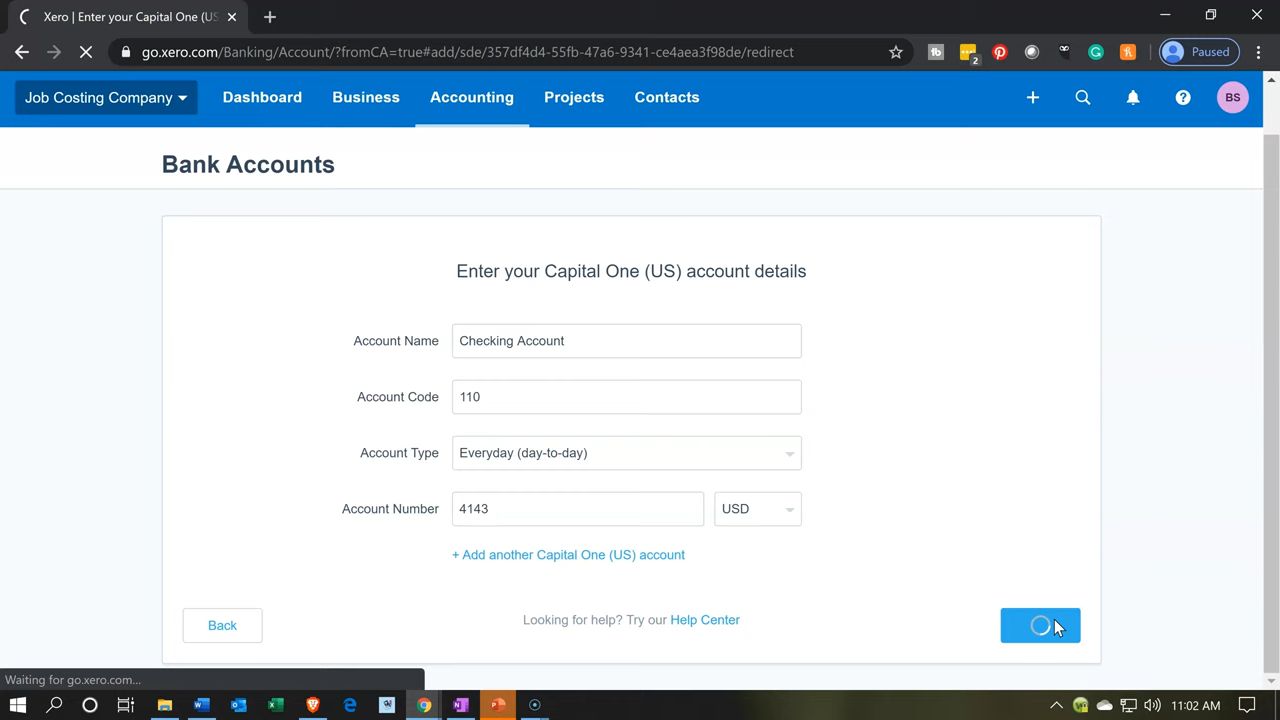 Xero | Enter your Capital One (US
go.xero.com/Banking/Account/?fromCA=true#add/sde/357df4d4-55fb-47a6-9341-ce4aea3f98de/redirect
2
Paused
Job Costing Company
Dashboard
Business
Accounting
Projects
Contacts
BS
Bank Accounts
Enter your Capital One (US) account details
Account Name
Checking Account
Account Code
110
Account Type
Everyday (day-to-day)
Account Number
4143
USD
+ Add another Capital One (US) account
Back
Looking for help? Try our Help Center
Waiting for go.xero.com...
11:02 AM